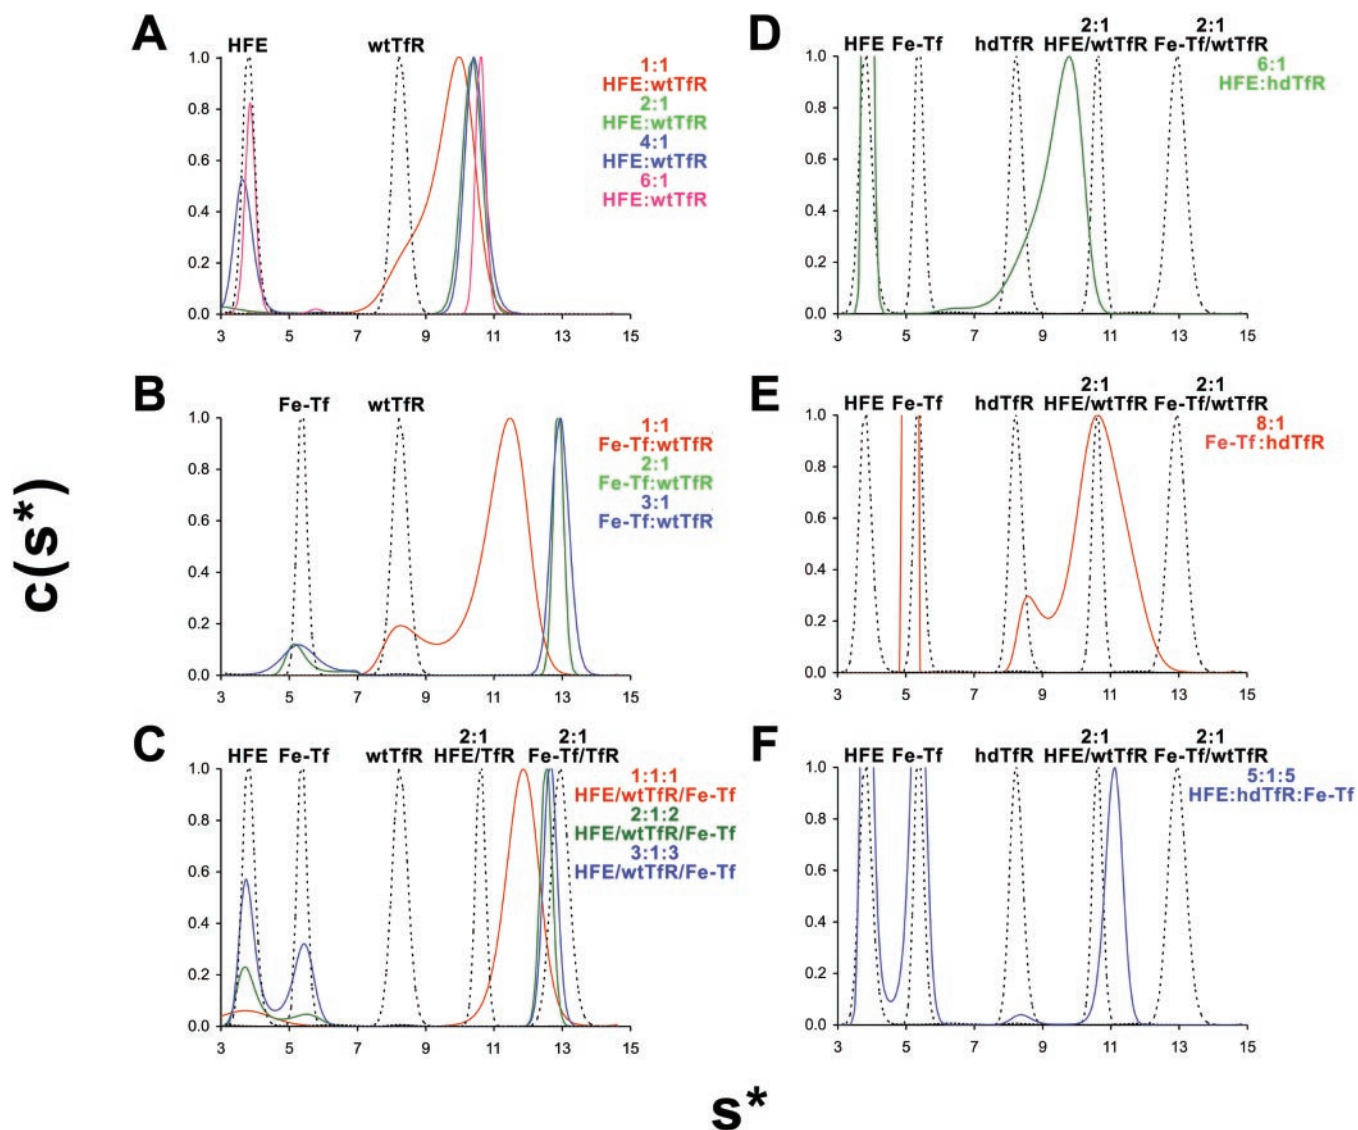 A
HFE
wtTfR
1:1
HFE:wtTfR
2:1
HFE:wtTfR
4:1
HFE:wtTfR
6:1
HFE:wtTfR
1.0
0.8
0.6
0.4
0.2
0.0
3 5 7 9 11 13 15
B
Fe-Tf
wtTfR
1:1
Fe-Tf:wtTfR
2:1
Fe-Tf:wtTfR
3:1
Fe-Tf:wtTfR
1.0
0.8
0.6
0.4
0.2
0.0
3 5 7 9 11 13 15
C
HFE
Fe-Tf
wtTfR
2:1
HFE/TfR
2:1
Fe-Tf/TfR
1:1:1
HFE/wtTfR/Fe-Tf
2:1:2
HFE/wtTfR/Fe-Tf
3:1:3
HFE/wtTfR/Fe-Tf
1.0
0.8
0.6
0.4
0.2
0.0
3 5 7 9 11 13 15
D
HFE
Fe-Tf
hdTfR
2:1
HFE/wtTfR
2:1
Fe-Tf/wtTfR
6:1
HFE:hdTfR
1.0
0.8
0.6
0.4
0.2
0.0
3 5 7 9 11 13 15
E
HFE
Fe-Tf
hdTfR
2:1
HFE/wtTfR
2:1
Fe-Tf/wtTfR
8:1
Fe-Tf:hdTfR
1.0
0.8
0.6
0.4
0.2
0.0
3 5 7 9 11 13 15
F
HFE
Fe-Tf
hdTfR
2:1
HFE/wtTfR
2:1
Fe-Tf/wtTfR
5:1:5
HFE:hdTfR:Fe-Tf
1.0
0.8
0.6
0.4
0.2
0.0
3 5 7 9 11 13 15
c(s*)
s*